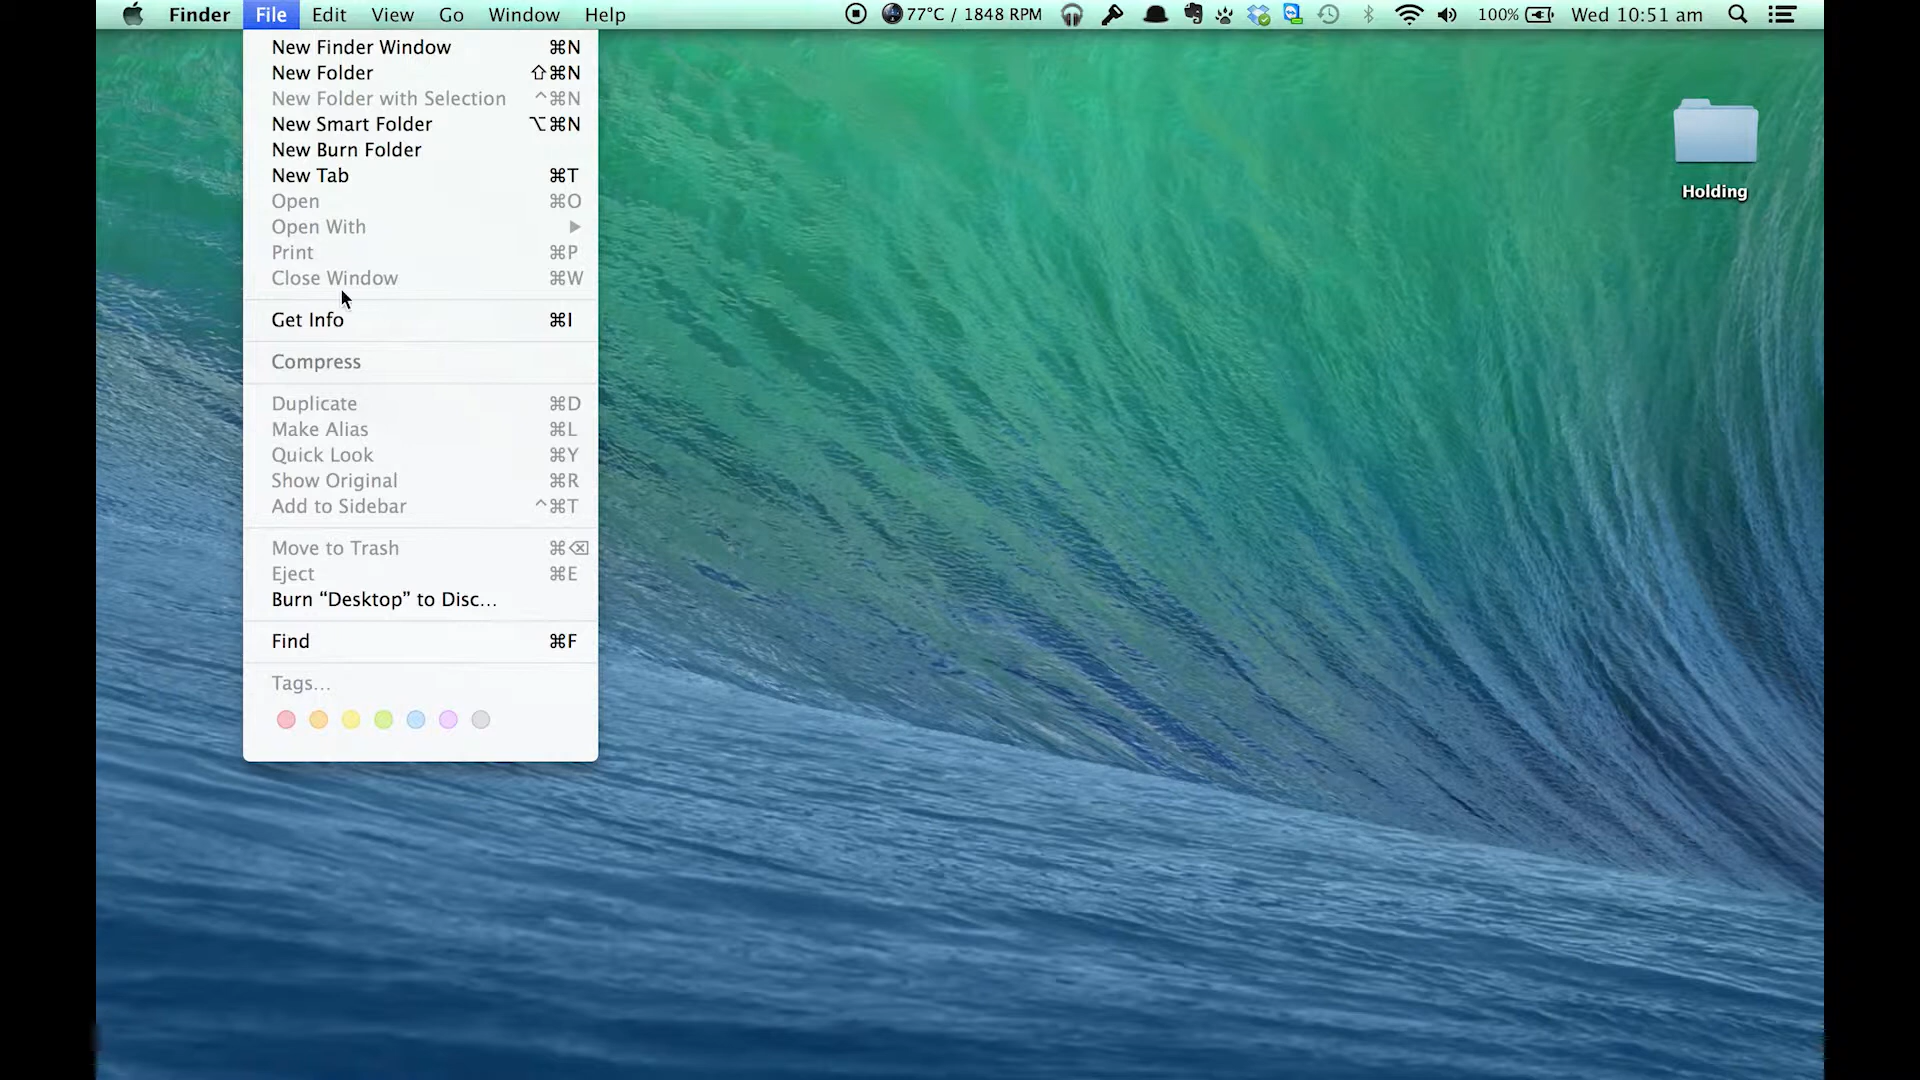 Finder File Edit View Go Window Help 77°C / 1848 RPM 100% Wed 10:51 am
New Finder Window ⌘N
New Folder ⇧⌘N
New Folder with Selection ^⌘N
New Smart Folder ⌥⌘N
New Burn Folder
New Tab ⌘T
Open ⌘O
Open With ▶
Print ⌘P
Close Window ⌘W
Get Info ⌘I
Compress
Duplicate ⌘D
Make Alias ⌘L
Quick Look ⌘Y
Show Original ⌘R
Add to Sidebar ^⌘T
Move to Trash ⌘⌫
Eject ⌘E
Burn “Desktop” to Disc…
Find ⌘F
Tags…
Holding